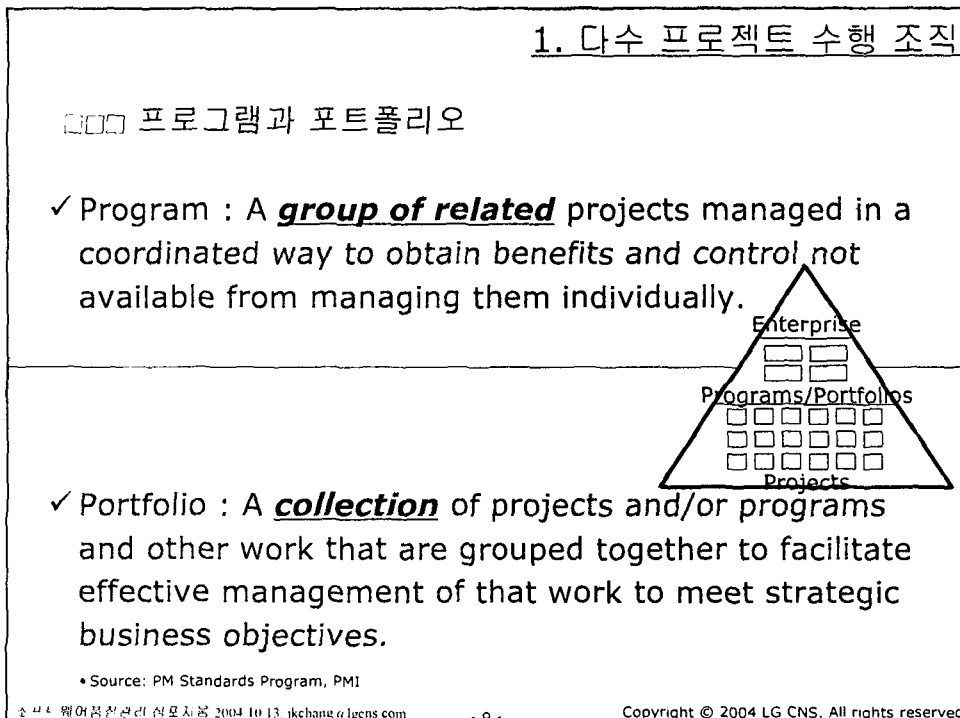 1. 다수 프로젝트 수행 조직
프로그램과 포트폴리오
✓ Program : A group of related projects managed in a
coordinated way to obtain benefits and control not
available from managing them individually.
Enterprise
Programs/Portfolios
Projects
✓ Portfolio : A collection of projects and/or programs
and other work that are grouped together to facilitate
effective management of that work to meet strategic
business objectives.
• Source: PM Standards Program, PMI
2004 10 13, jkchang@lgcns.com
Copyright © 2004 LG CNS. All rights reserved